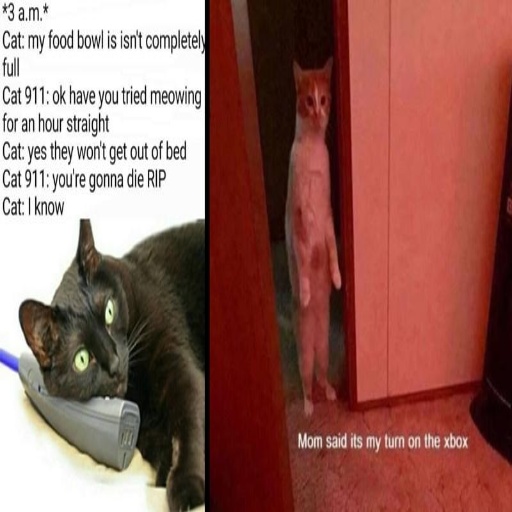 *3 a.m.*
Cat: my food bowl is isn't completely
full
Cat 911: ok have you tried meowing
for an hour straight
Cat: yes they won't get out of bed
Cat 911: you're gonna die RIP
Cat: I know
Mom said its my turn on the xbox